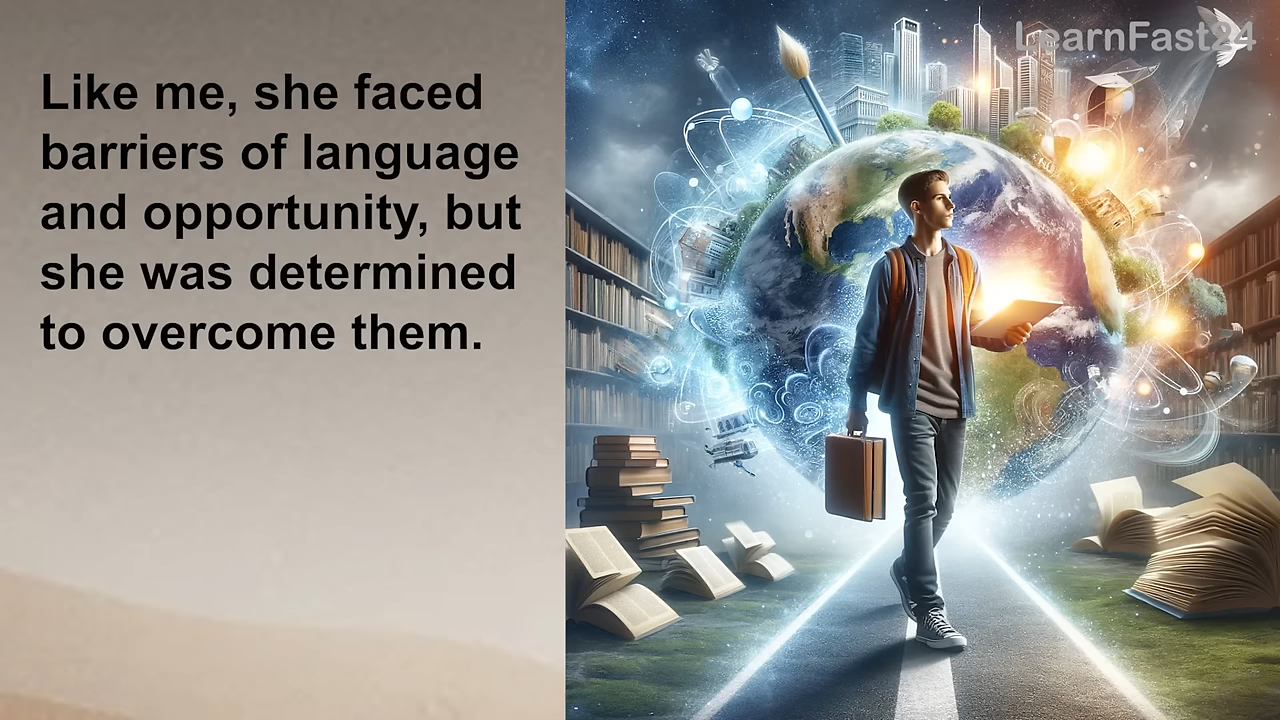 LearnFast24
Like me, she faced
barriers of language
and opportunity, but
she was determined
to overcome them.